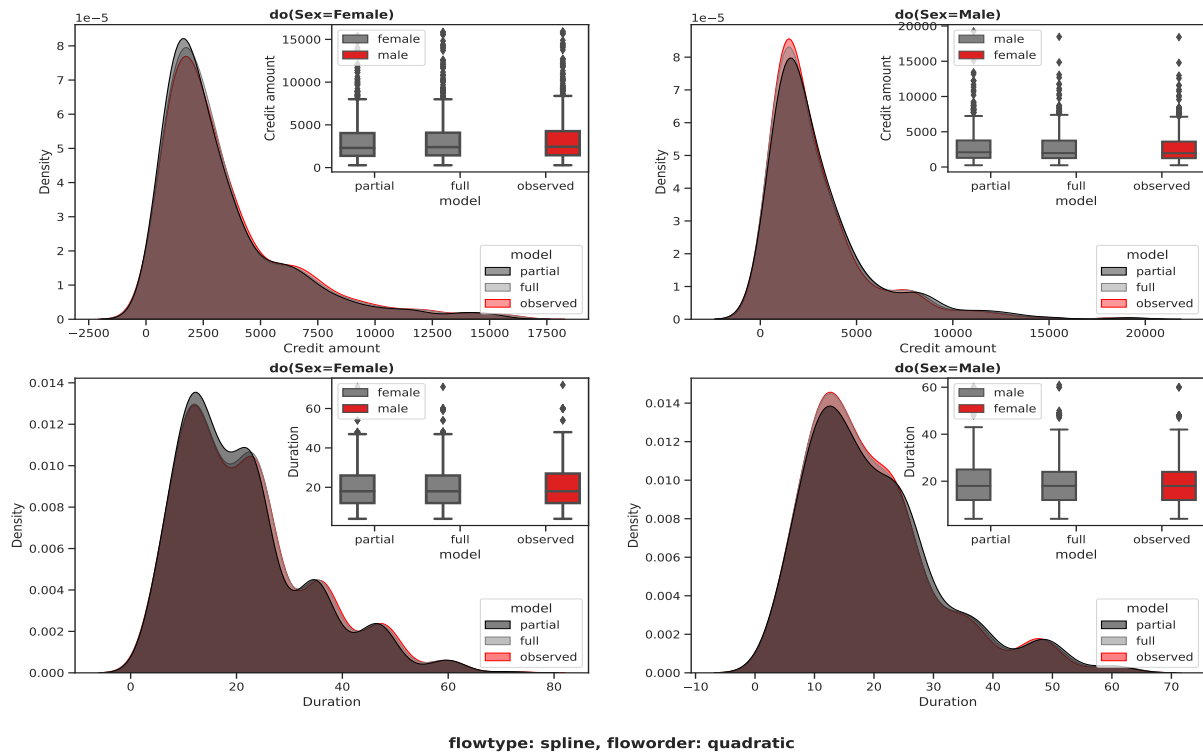 do(Sex=Female)
1e−5
Density
8
7
6
5
4
3
2
1
0
−2500 0 2500 5000 7500 10000 12500 15000 17500
Credit amount
female
male
Credit amount
15000
10000
5000
0
partial full observed
model
model
partial
full
observed
do(Sex=Male)
1e−5
Density
8
7
6
5
4
3
2
1
0
0 5000 10000 15000 20000
Credit amount
male
female
Credit amount
20000
15000
10000
5000
0
partial full observed
model
model
partial
full
observed
do(Sex=Female)
Density
0.014
0.012
0.010
0.008
0.006
0.004
0.002
0.000
0 20 40 60 80
Duration
female
male
Duration
60
40
20
partial full observed
model
model
partial
full
observed
do(Sex=Male)
Density
0.014
0.012
0.010
0.008
0.006
0.004
0.002
0.000
−10 0 10 20 30 40 50 60 70
Duration
male
female
Duration
60
40
20
partial full observed
model
model
partial
full
observed
flowtype: spline, floworder: quadratic